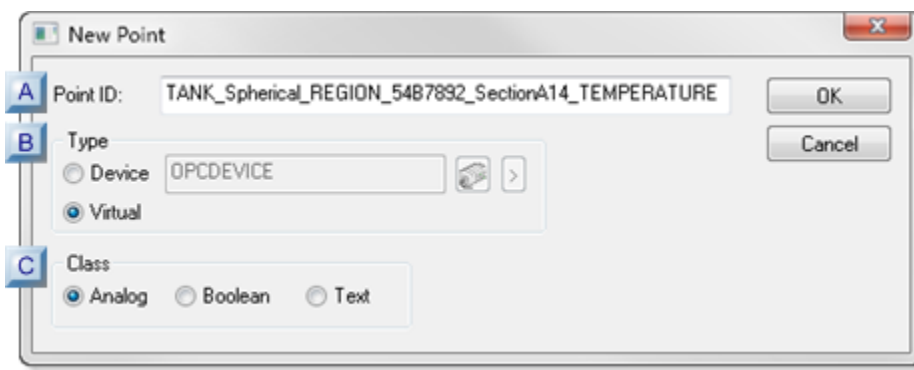 New Point
A Point ID: TANK_Spherical_REGION_54B7892_SectionA14_TEMPERATURE OK
B Type Cancel
Device OPCDEVICE >
Virtual
C Class
Analog Boolean Text